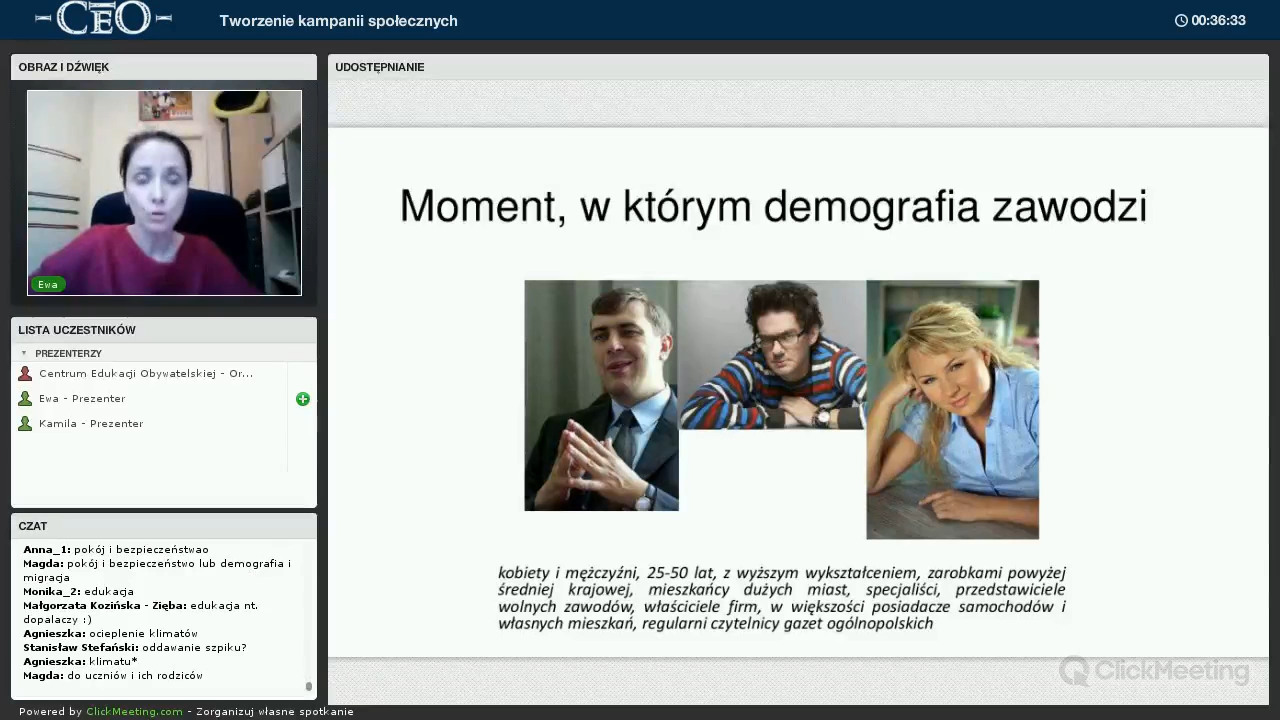 CEO
Tworzenie kampanii społecznych
00:36:33
OBRAZ I DŹWIĘK
Ewa
LISTA UCZESTNIKÓW
PREZENTERZY
Centrum Edukacji Obywatelskiej - Or...
Ewa - Prezenter
Kamila - Prezenter
CZAT
Anna_1: pokój i bezpieczeństwao
Magda: pokój i bezpieczeństwo lub demografia i
migracja
Monika_2: edukacja
Małgorzata Kozińska - Zięba: edukacja nt.
dopalaczy :)
Agnieszka: ocieplenie klimatów
Stanisław Stefański: oddawanie szpiku?
Agnieszka: klimatu*
Magda: do uczniów i ich rodziców
UDOSTĘPNIANIE
Moment, w którym demografia zawodzi
kobiety i mężczyźni, 25-50 lat, z wyższym wykształceniem, zarobkami powyżej
średniej krajowej, mieszkańcy dużych miast, specjaliści, przedstawiciele
wolnych zawodów, właściciele firm, w większości posiadacze samochodów i
własnych mieszkań, regularni czytelnicy gazet ogólnopolskich
ClickMeeting
Powered by ClickMeeting.com - Zorganizuj własne spotkanie